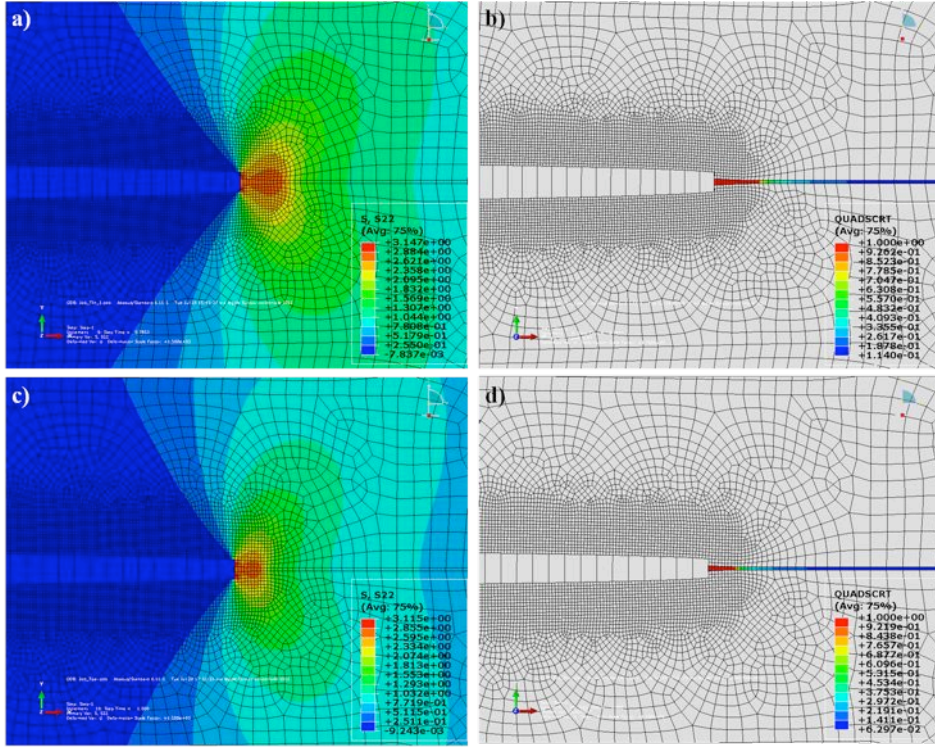 a)
S, S22
(Avg: 75%)
+3.147e+00
+2.884e+00
+2.621e+00
+2.358e+00
+2.095e+00
+1.832e+00
+1.569e+00
+1.307e+00
+1.044e+00
+7.808e-01
+5.179e-01
+2.550e-01
-7.837e-03
b)
QUADSCRT
(Avg: 75%)
+1.000e+00
+9.262e-01
+8.523e-01
+7.785e-01
+7.047e-01
+6.308e-01
+5.570e-01
+4.832e-01
+4.093e-01
+3.355e-01
+2.617e-01
+1.878e-01
+1.140e-01
c)
S, S22
(Avg: 75%)
+3.115e+00
+2.855e+00
+2.595e+00
+2.334e+00
+2.074e+00
+1.813e+00
+1.553e+00
+1.293e+00
+1.032e+00
+7.719e-01
+5.115e-01
+2.511e-01
-9.243e-03
d)
QUADSCRT
(Avg: 75%)
+1.000e+00
+9.219e-01
+8.438e-01
+7.657e-01
+6.877e-01
+6.096e-01
+5.315e-01
+4.534e-01
+3.753e-01
+2.972e-01
+2.191e-01
+1.411e-01
+6.297e-02